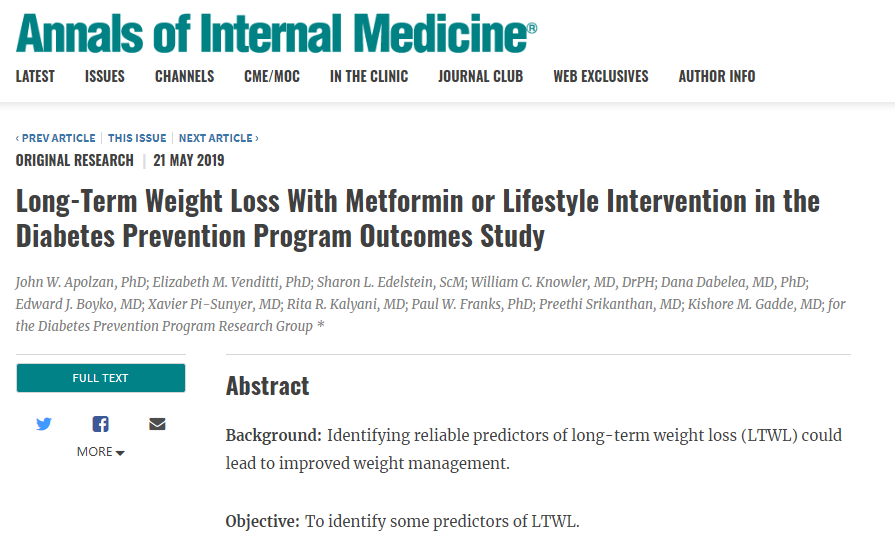 Annals of Internal Medicine®
LATEST ISSUES CHANNELS CME/MOC IN THE CLINIC JOURNAL CLUB WEB EXCLUSIVES AUTHOR INFO
‹ PREV ARTICLE | THIS ISSUE | NEXT ARTICLE ›
ORIGINAL RESEARCH | 21 MAY 2019
Long-Term Weight Loss With Metformin or Lifestyle Intervention in the
Diabetes Prevention Program Outcomes Study
John W. Apolzan, PhD; Elizabeth M. Venditti, PhD; Sharon L. Edelstein, ScM; William C. Knowler, MD, DrPH; Dana Dabelea, MD, PhD;
Edward J. Boyko, MD; Xavier Pi-Sunyer, MD; Rita R. Kalyani, MD; Paul W. Franks, PhD; Preethi Srikanthan, MD; Kishore M. Gadde, MD; for
the Diabetes Prevention Program Research Group *
FULL TEXT
MORE
Abstract
Background: Identifying reliable predictors of long-term weight loss (LTWL) could
lead to improved weight management.
Objective: To identify some predictors of LTWL.